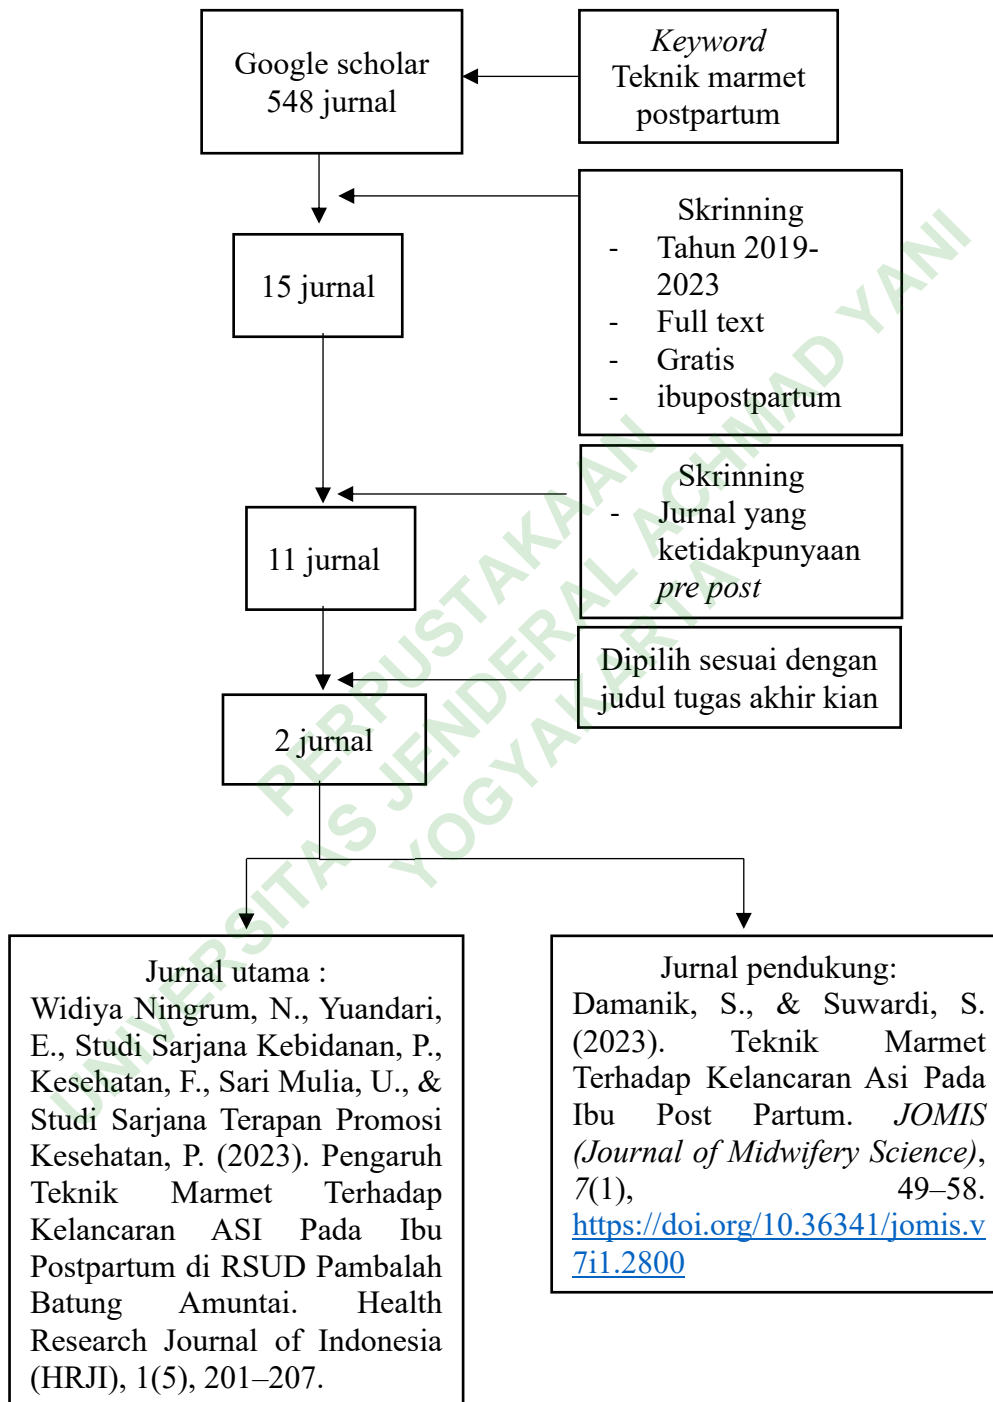 Google scholar
548 jurnal
Keyword
Teknik marmet
postpartum
Skrinning
- Tahun 2019-
2023
- Full text
- Gratis
- ibupostpartum
15 jurnal
Skrinning
- Jurnal yang
ketidakpunyaan
pre post
11 jurnal
Dipilih sesuai dengan
judul tugas akhir kian
2 jurnal
Jurnal utama :
Widiya Ningrum, N., Yuandari,
E., Studi Sarjana Kebidanan, P.,
Kesehatan, F., Sari Mulia, U., &
Studi Sarjana Terapan Promosi
Kesehatan, P. (2023). Pengaruh
Teknik Marmet Terhadap
Kelancaran ASI Pada Ibu
Postpartum di RSUD Pambalah
Batung Amuntai. Health
Research Journal of Indonesia
(HRJI), 1(5), 201–207.
Jurnal pendukung:
Damanik, S., & Suwardi, S.
(2023). Teknik Marmet
Terhadap Kelancaran Asi Pada
Ibu Post Partum. JOMIS
(Journal of Midwifery Science),
7(1), 49–58.
https://doi.org/10.36341/jomis.v
7i1.2800
PERPUSTAKAAN
UNIVERSITAS JENDERAL ACHMAD YANI
YOGYAKARTA